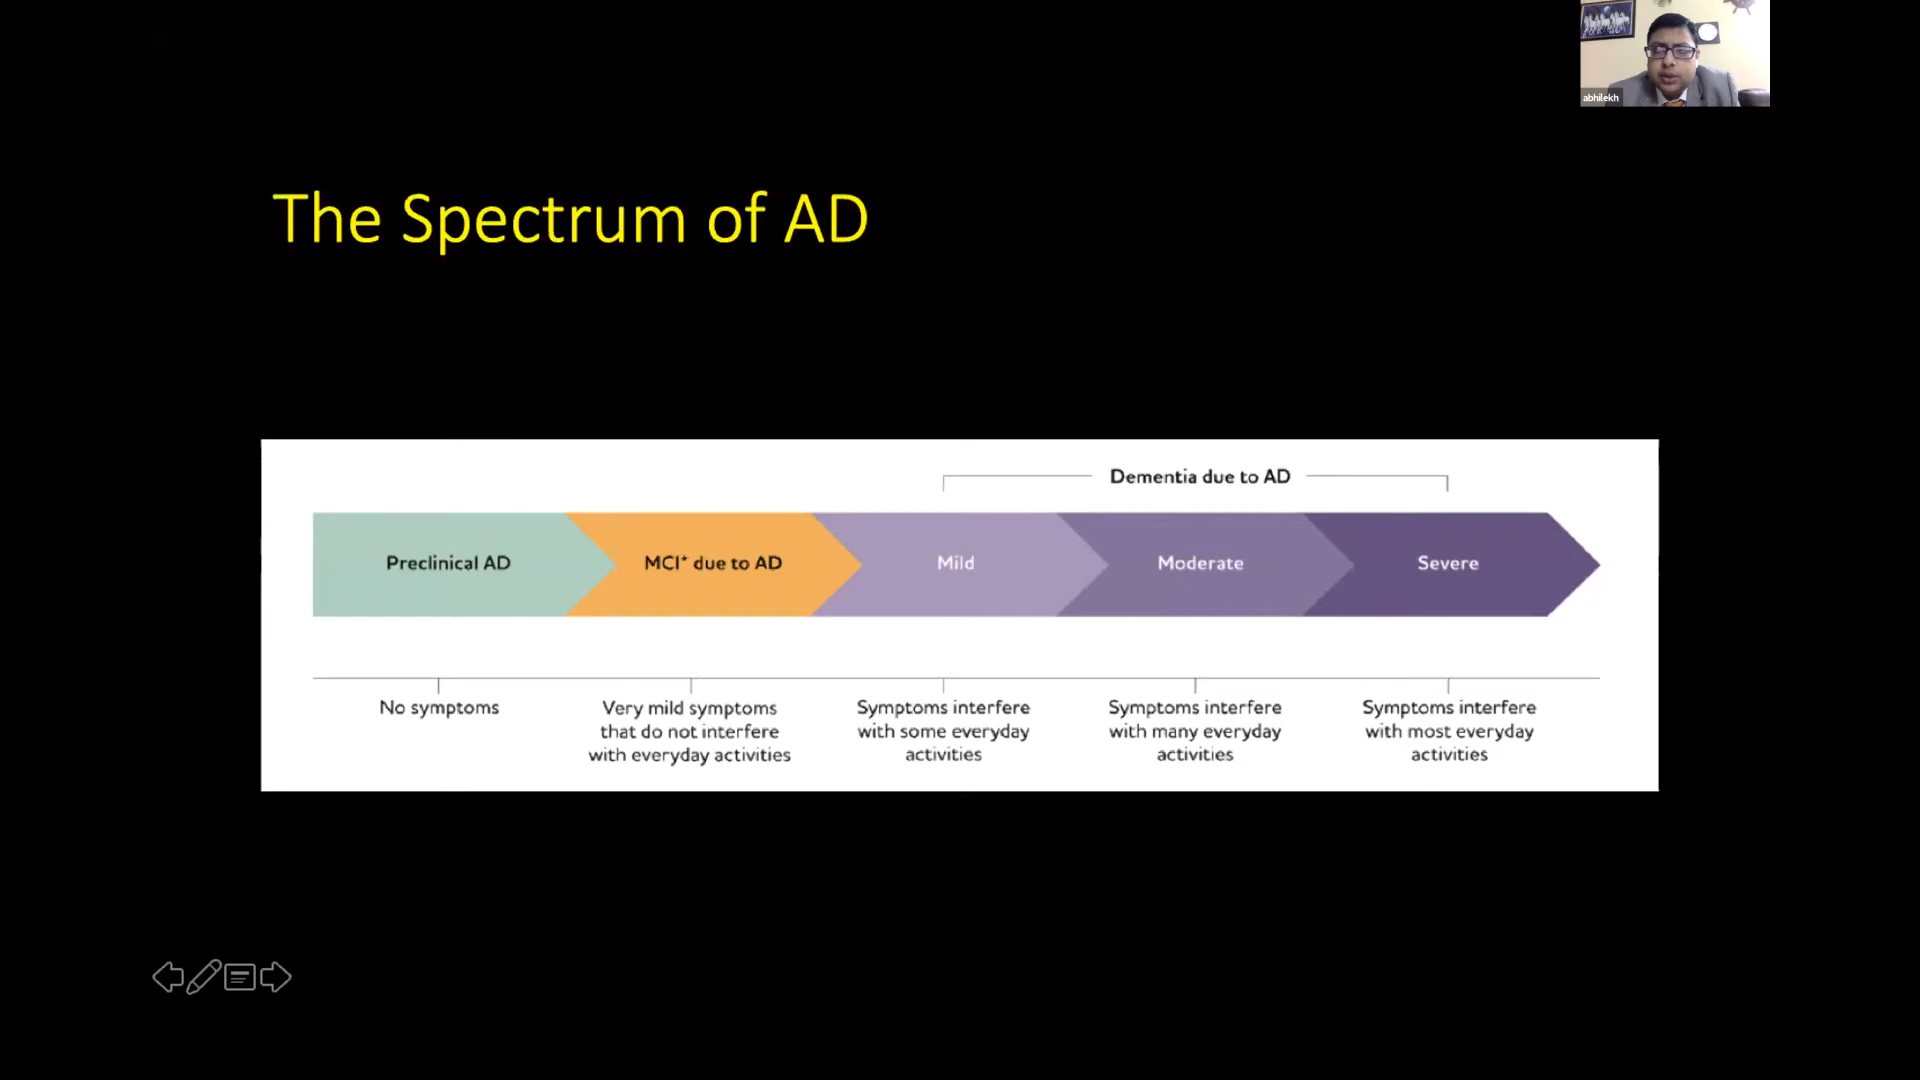 abhilekh
The Spectrum of AD
Dementia due to AD
Preclinical AD
MCI* due to AD
Mild
Moderate
Severe
No symptoms
Very mild symptoms
that do not interfere
with everyday activities
Symptoms interfere
with some everyday
activities
Symptoms interfere
with many everyday
activities
Symptoms interfere
with most everyday
activities